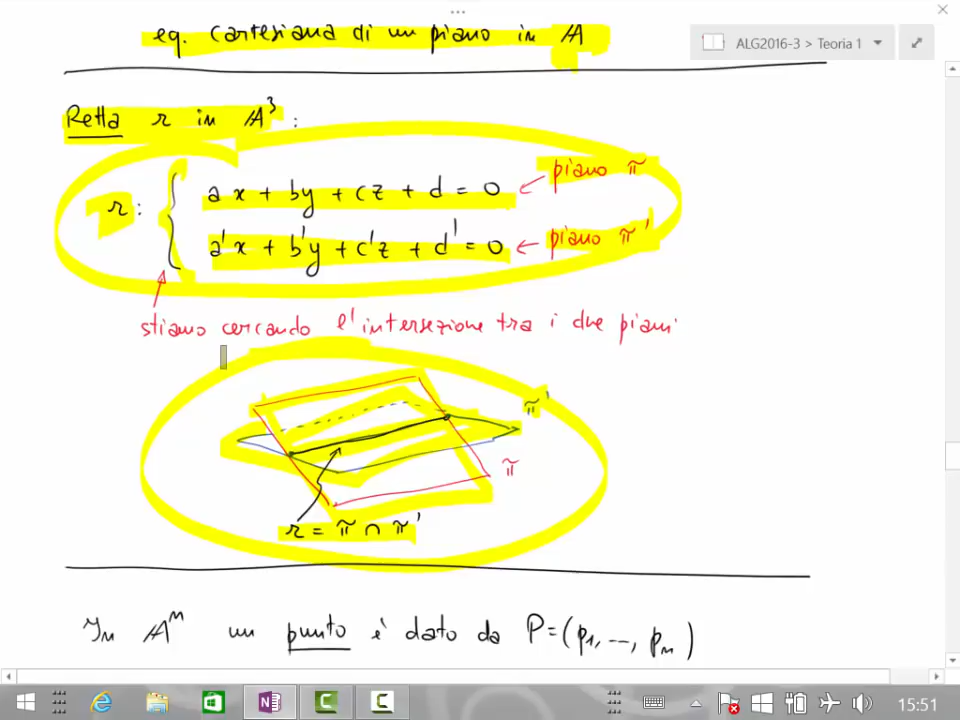 eq. cartesiana di un piano in A
ALG2016-3 > Teoria 1
Retta r in A³ :
r: { ax + by + cz + d = 0 ← piano π
a'x + b'y + c'z + d' = 0 ← piano π'
stiamo cercando l'intersezione tra i due piani
π'
π
r = π ∩ π'
In Aⁿ un punto è dato da P=(p₁, ..., pₙ)
15:51